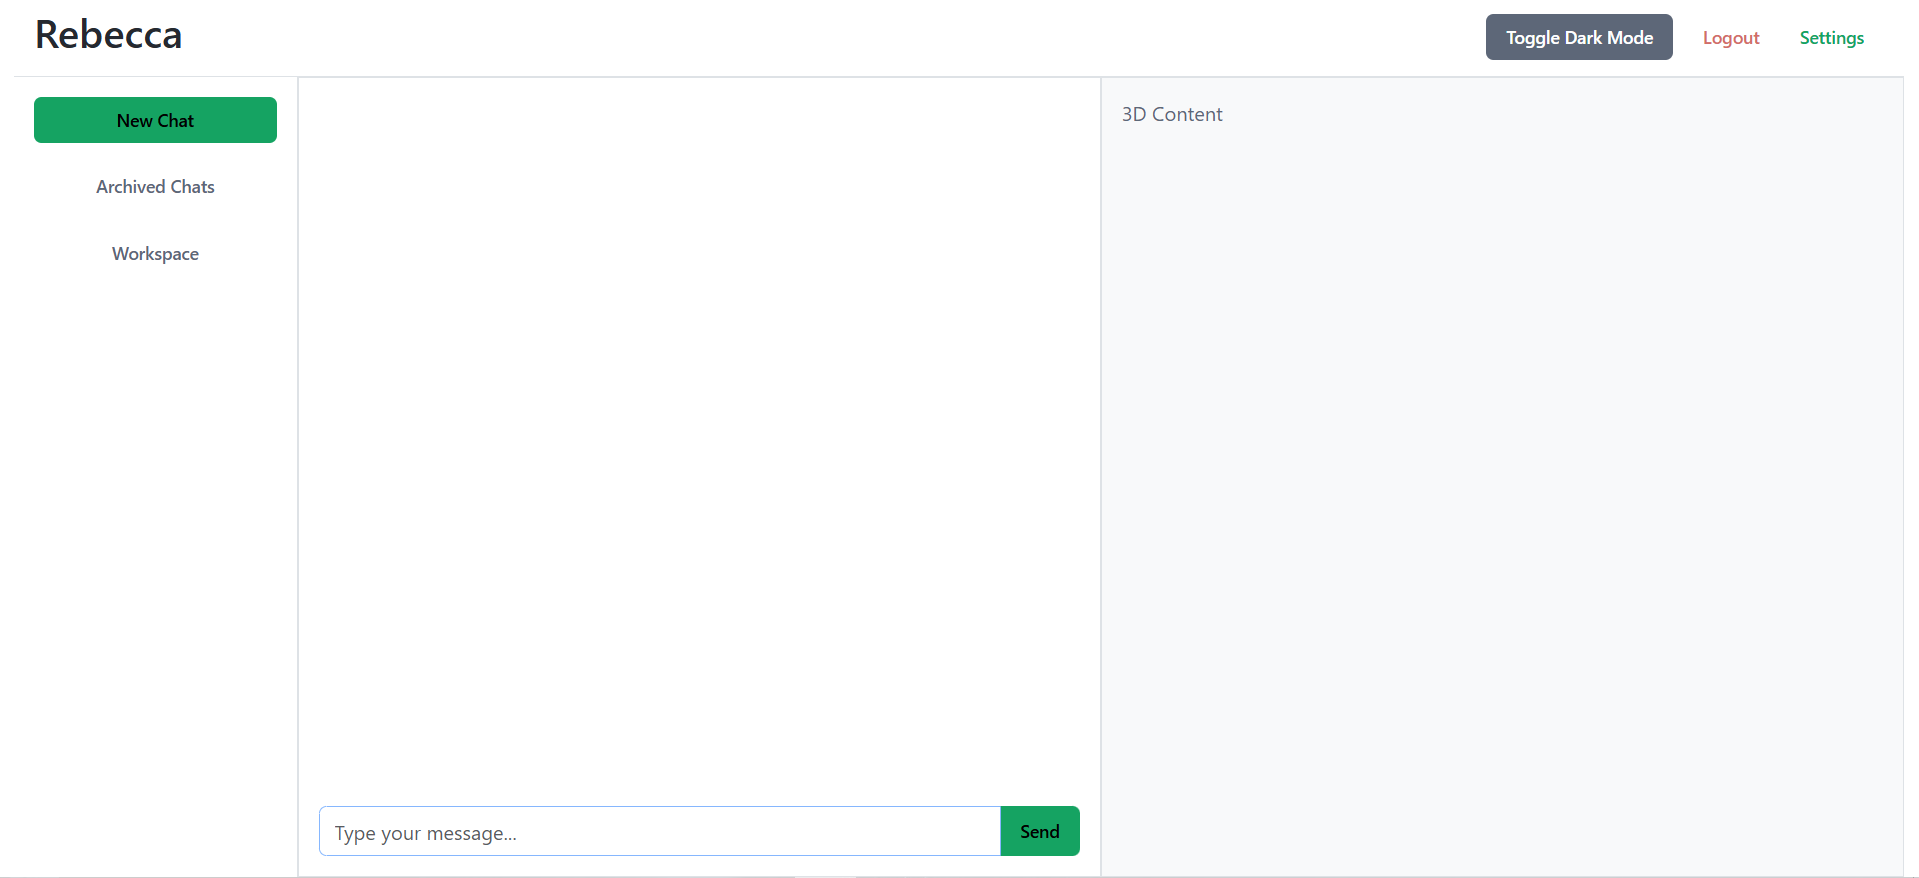 Rebecca
Toggle Dark Mode
Logout
Settings
New Chat
Archived Chats
Workspace
3D Content
Type your message...
Send